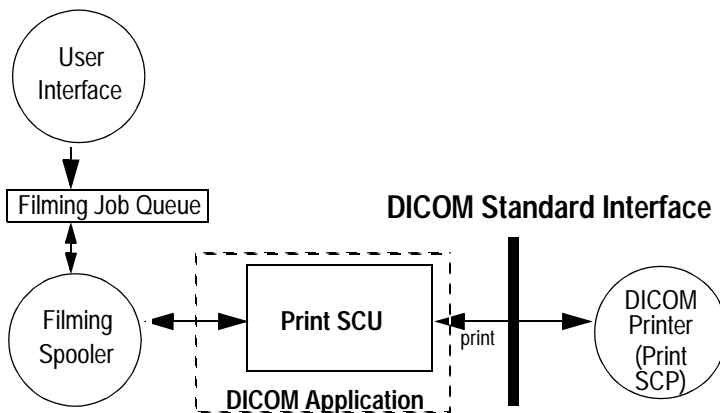 User
Interface
Filming Job Queue
DICOM Standard Interface
Filming
Spooler
Print SCU
print
DICOM
Printer
(Print
SCP)
DICOM Application